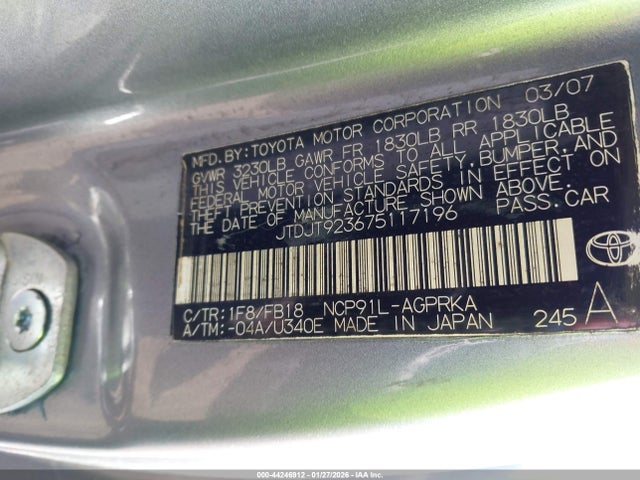 MFD. BY: TOYOTA MOTOR CORPORATION 03/07
GVWR 3230LB GAWR FR 1830LB RR 1830LB
THIS VEHICLE CONFORMS TO ALL APPLICABLE
FEDERAL MOTOR VEHICLE SAFETY, BUMPER, AND
THEFT PREVENTION STANDARDS IN EFFECT ON
THE DATE OF MANUFACTURE SHOWN ABOVE.
JTDJT923675117196 PASS. CAR
C/TR: 1F8/FB18 NCP91L-AGPRKA
A/TM: -04A/U340E MADE IN JAPAN 245 A
TOYOTA
000-44246812 - 01/27/2026 - IAA Inc.